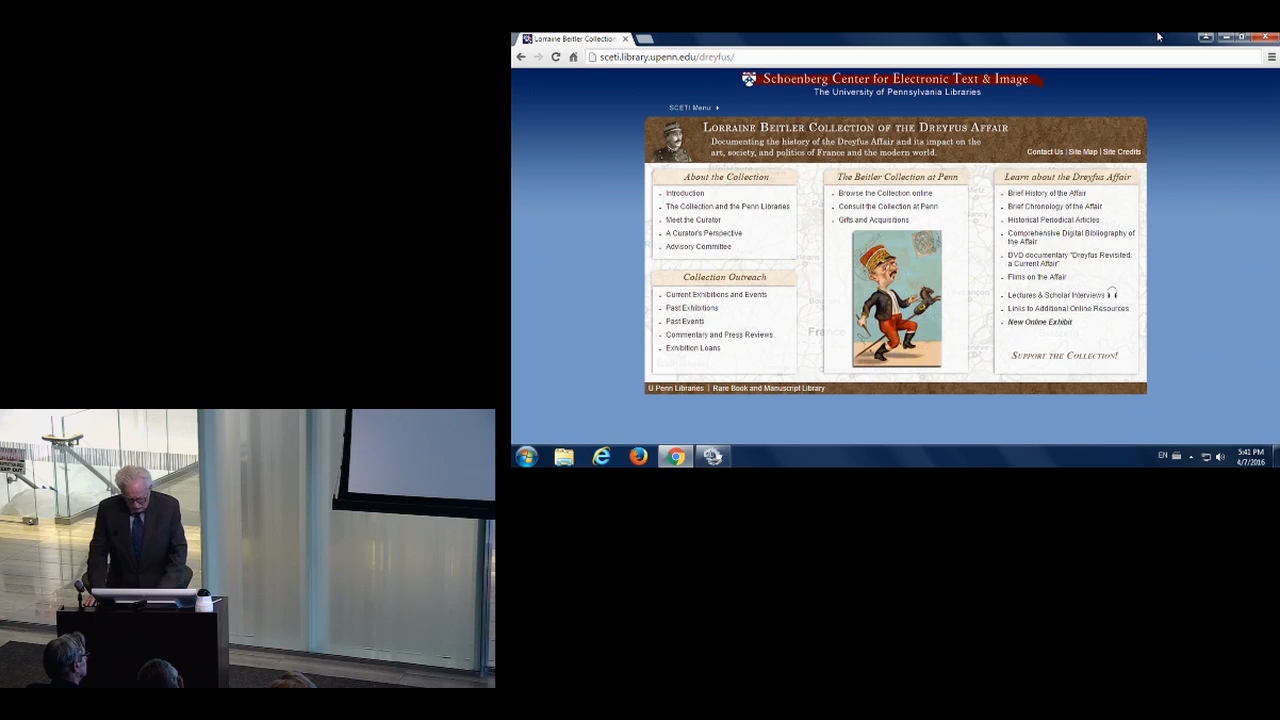 Lorraine Beitler Collection
sceti.library.upenn.edu/dreyfus/
Schoenberg Center for Electronic Text & Image
The University of Pennsylvania Libraries
SCETI Menu
Lorraine Beitler Collection of the Dreyfus Affair
Documenting the history of the Dreyfus Affair and its impact on the
art, society, and politics of France and the modern world.
Contact Us | Site Map | Site Credits
About the Collection
Introduction
The Collection and the Penn Libraries
Meet the Curator
A Curator's Perspective
Advisory Committee
Collection Outreach
Current Exhibitions and Events
Past Exhibitions
Past Events
Commentary and Press Reviews
Exhibition Loans
The Beitler Collection at Penn
Browse the Collection online
Consult the Collection at Penn
Gifts and Acquisitions
Learn about the Dreyfus Affair
Brief History of the Affair
Brief Chronology of the Affair
Historical Periodical Articles
Comprehensive Digital Bibliography of
the Affair
DVD documentary "Dreyfus Revisited:
a Current Affair"
Films on the Affair
Lectures & Scholar Interviews
Links to Additional Online Resources
New Online Exhibit
Support the Collection!
France
U Penn Libraries | Rare Book and Manuscript Library
EN
5:41 PM
4/7/2016